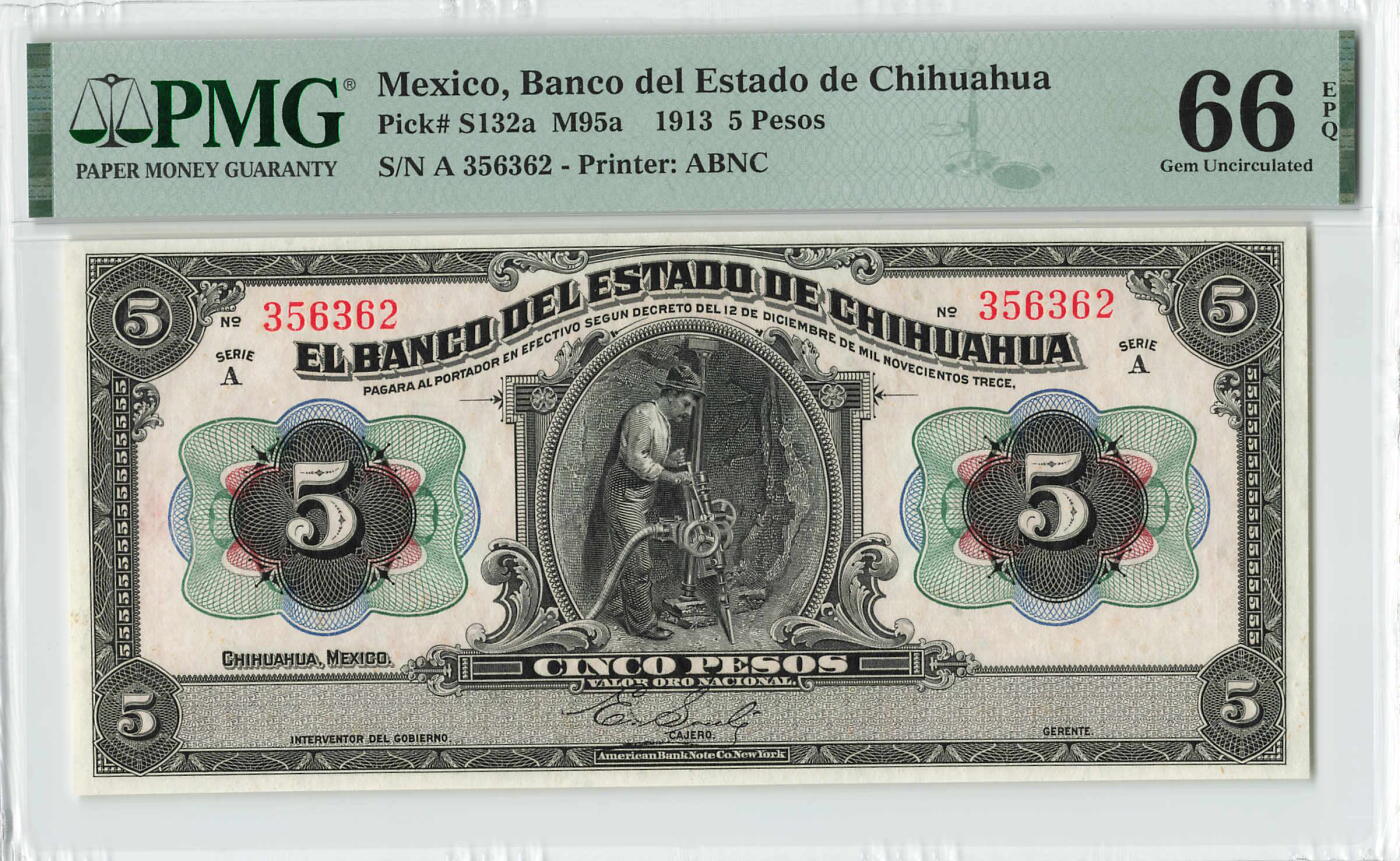 PMG®
PAPER MONEY GUARANTY
Mexico, Banco del Estado de Chihuahua
Pick# S132a M95a 1913 5 Pesos
S/N A 356362 - Printer: ABNC
66
EPQ
Gem Uncirculated
5
5
Nº 356362
Nº 356362
SERIE
A
SERIE
A
EL BANCO DEL ESTADO DE CHIHUAHUA
PAGARA AL PORTADOR EN EFECTIVO SEGUN DECRETO DEL 12 DE DICIEMBRE DE MIL NOVECIENTOS TRECE,
5
5
CHIHUAHUA, MEXICO.
CINCO PESOS
VALOR ORO NACIONAL
5
5
INTERVENTOR DEL GOBIERNO.
CAJERO.
GERENTE.
American Bank Note Co. New York